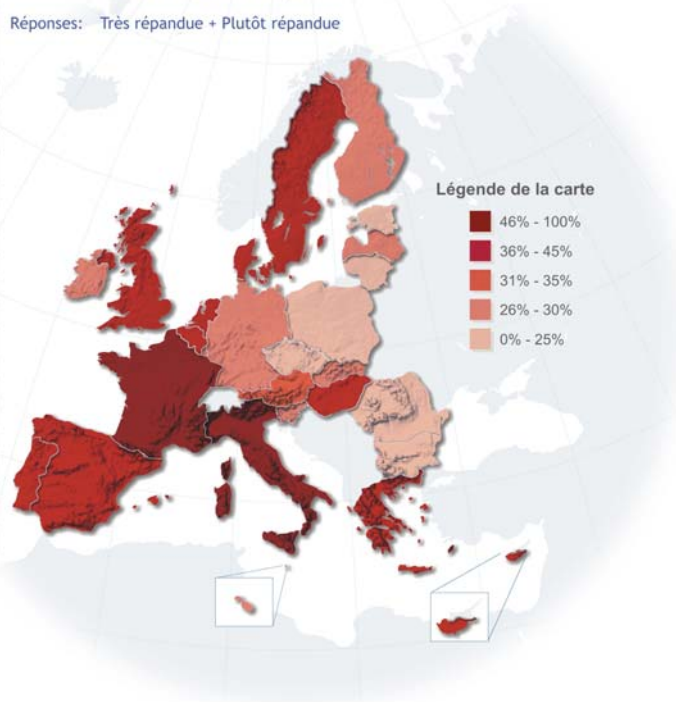 Réponses: Très répandue + Plutôt répandue
Légende de la carte
46% - 100%
36% - 45%
31% - 35%
26% - 30%
0% - 25%